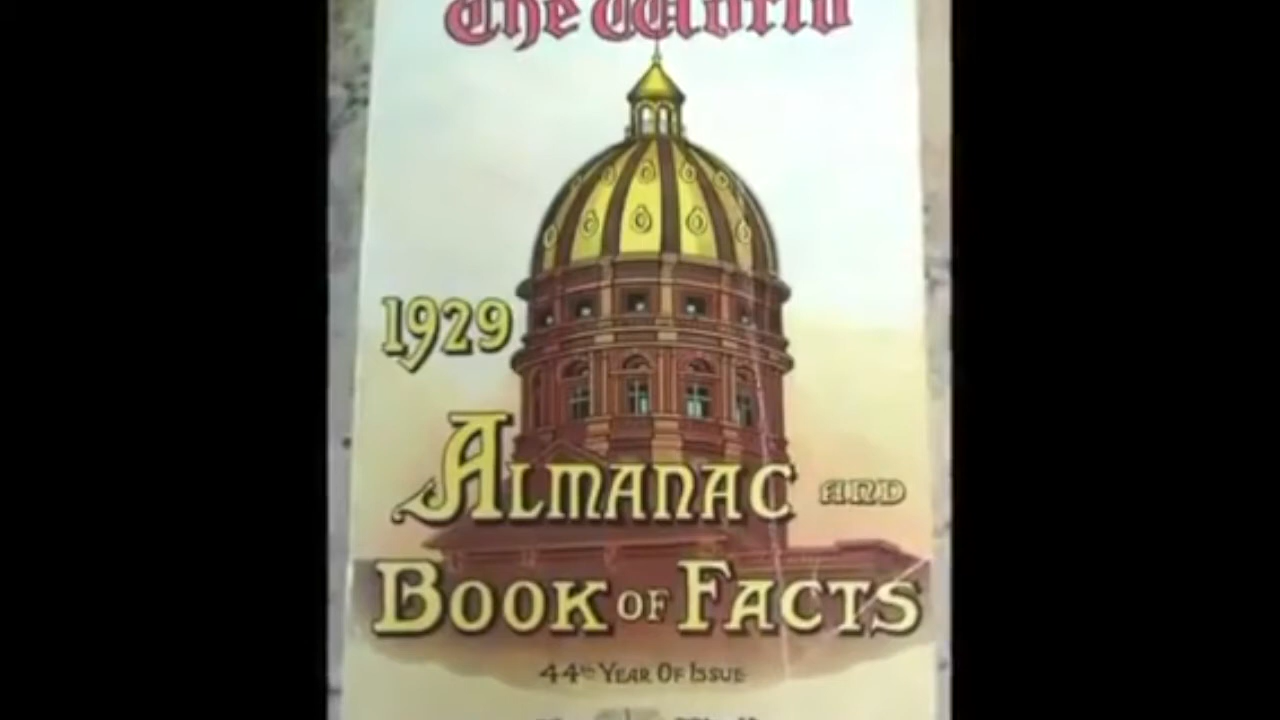 The World
1929
Almanac and
Book of Facts
44th Year Of Issue